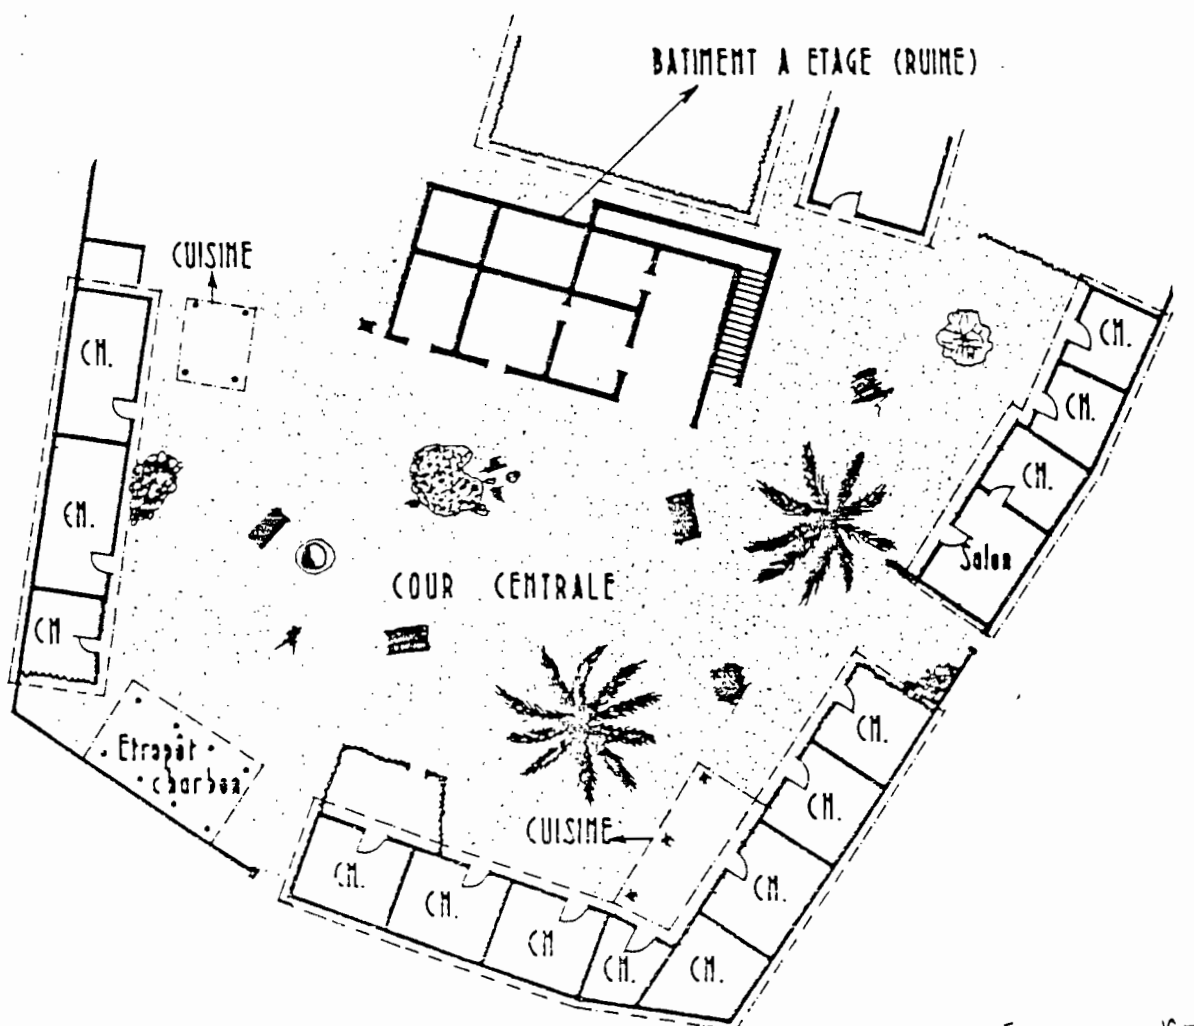 BATIMENT A ETAGE (RUINE)
CUISINE
CH.
CH.
CH.
CH.
CH.
CH
Salon
COUR CENTRALE
CH.
Etrapat
charbon
CH.
CUISINE
CH.
CH.
CH.
CH
CH.
CH.